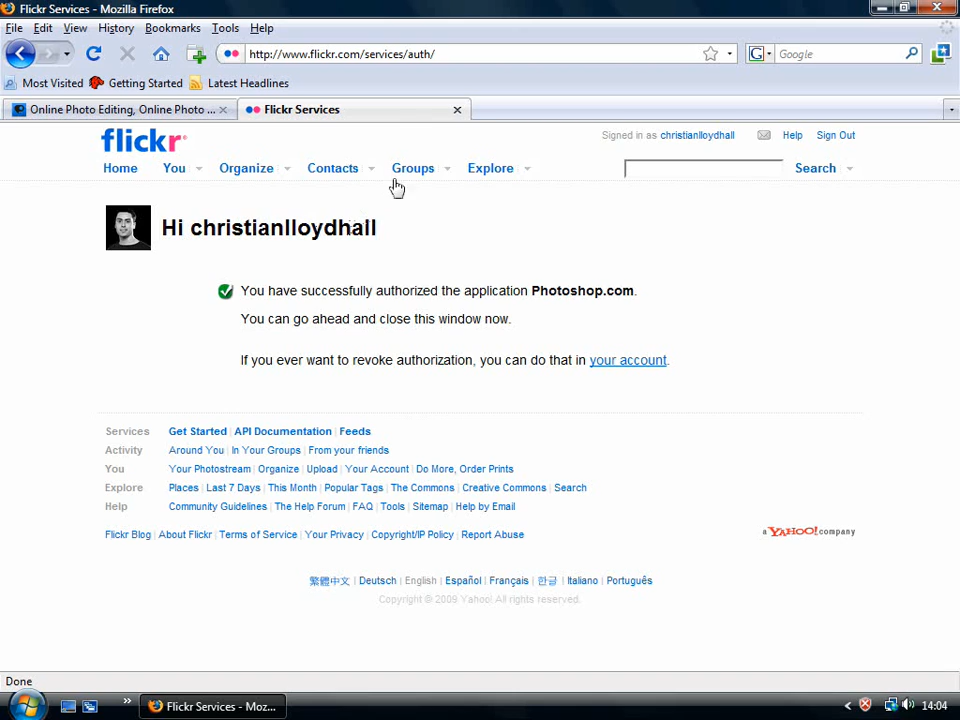 Flickr Services - Mozilla Firefox
File Edit View History Bookmarks Tools Help
http://www.flickr.com/services/auth/ G Google
Most Visited Getting Started Latest Headlines
Online Photo Editing, Online Photo ... Flickr Services
Signed in as christianlloydhall Help Sign Out
flickr
Home You Organize Contacts Groups Explore Search
Hi christianlloydhall
You have successfully authorized the application Photoshop.com.
You can go ahead and close this window now.
If you ever want to revoke authorization, you can do that in your account.
Services Get Started | API Documentation | Feeds
Activity Around You | In Your Groups | From your friends
You Your Photostream | Organize | Upload | Your Account | Do More, Order Prints
Explore Places | Last 7 Days | This Month | Popular Tags | The Commons | Creative Commons | Search
Help Community Guidelines | The Help Forum | FAQ | Tools | Sitemap | Help by Email
Flickr Blog | About Flickr | Terms of Service | Your Privacy | Copyright/IP Policy | Report Abuse
a YAHOO! company
繁體中文 | Deutsch | English | Español | Français | 한글 | Italiano | Português
Copyright © 2009 Yahoo! All rights reserved.
Done
Flickr Services - Moz... 14:04